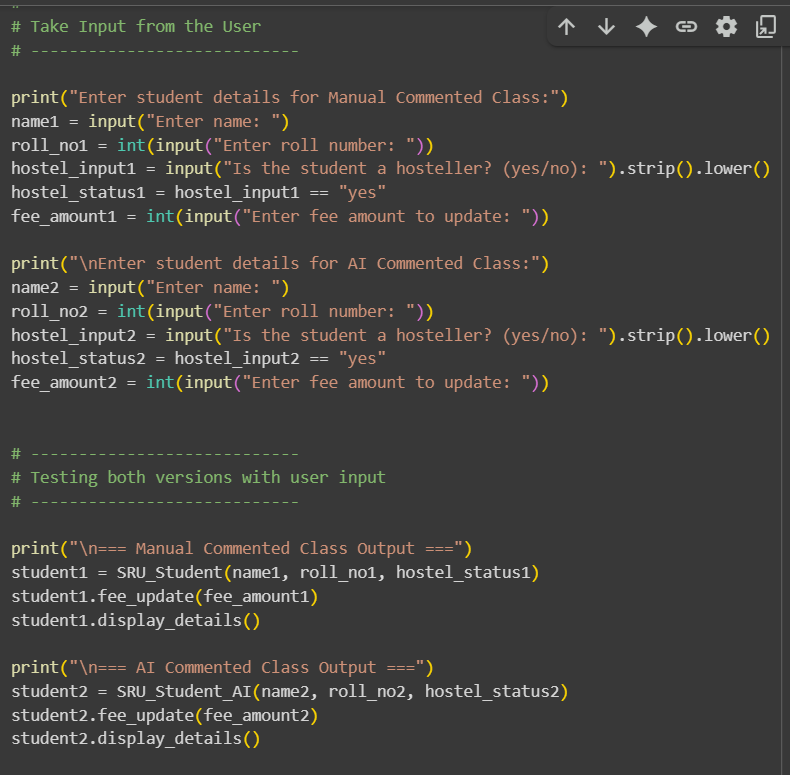 # Take Input from the User
# ----------------------------
print("Enter student details for Manual Commented Class:")
name1 = input("Enter name: ")
roll_no1 = int(input("Enter roll number: "))
hostel_input1 = input("Is the student a hosteller? (yes/no): ").strip().lower()
hostel_status1 = hostel_input1 == "yes"
fee_amount1 = int(input("Enter fee amount to update: "))
print("\nEnter student details for AI Commented Class:")
name2 = input("Enter name: ")
roll_no2 = int(input("Enter roll number: "))
hostel_input2 = input("Is the student a hosteller? (yes/no): ").strip().lower()
hostel_status2 = hostel_input2 == "yes"
fee_amount2 = int(input("Enter fee amount to update: "))
# ----------------------------
# Testing both versions with user input
# ----------------------------
print("\n=== Manual Commented Class Output ===")
student1 = SRU_Student(name1, roll_no1, hostel_status1)
student1.fee_update(fee_amount1)
student1.display_details()
print("\n=== AI Commented Class Output ===")
student2 = SRU_Student_AI(name2, roll_no2, hostel_status2)
student2.fee_update(fee_amount2)
student2.display_details()